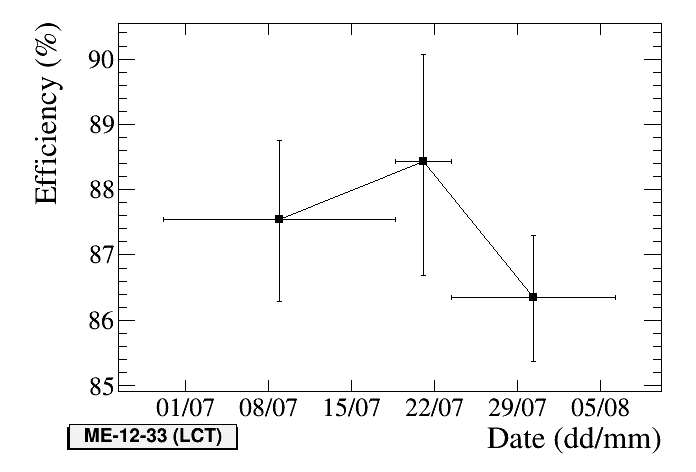 Efficiency (%)
90
89
88
87
86
85
01/07 08/07 15/07 22/07 29/07 05/08
ME-12-33 (LCT)
Date (dd/mm)